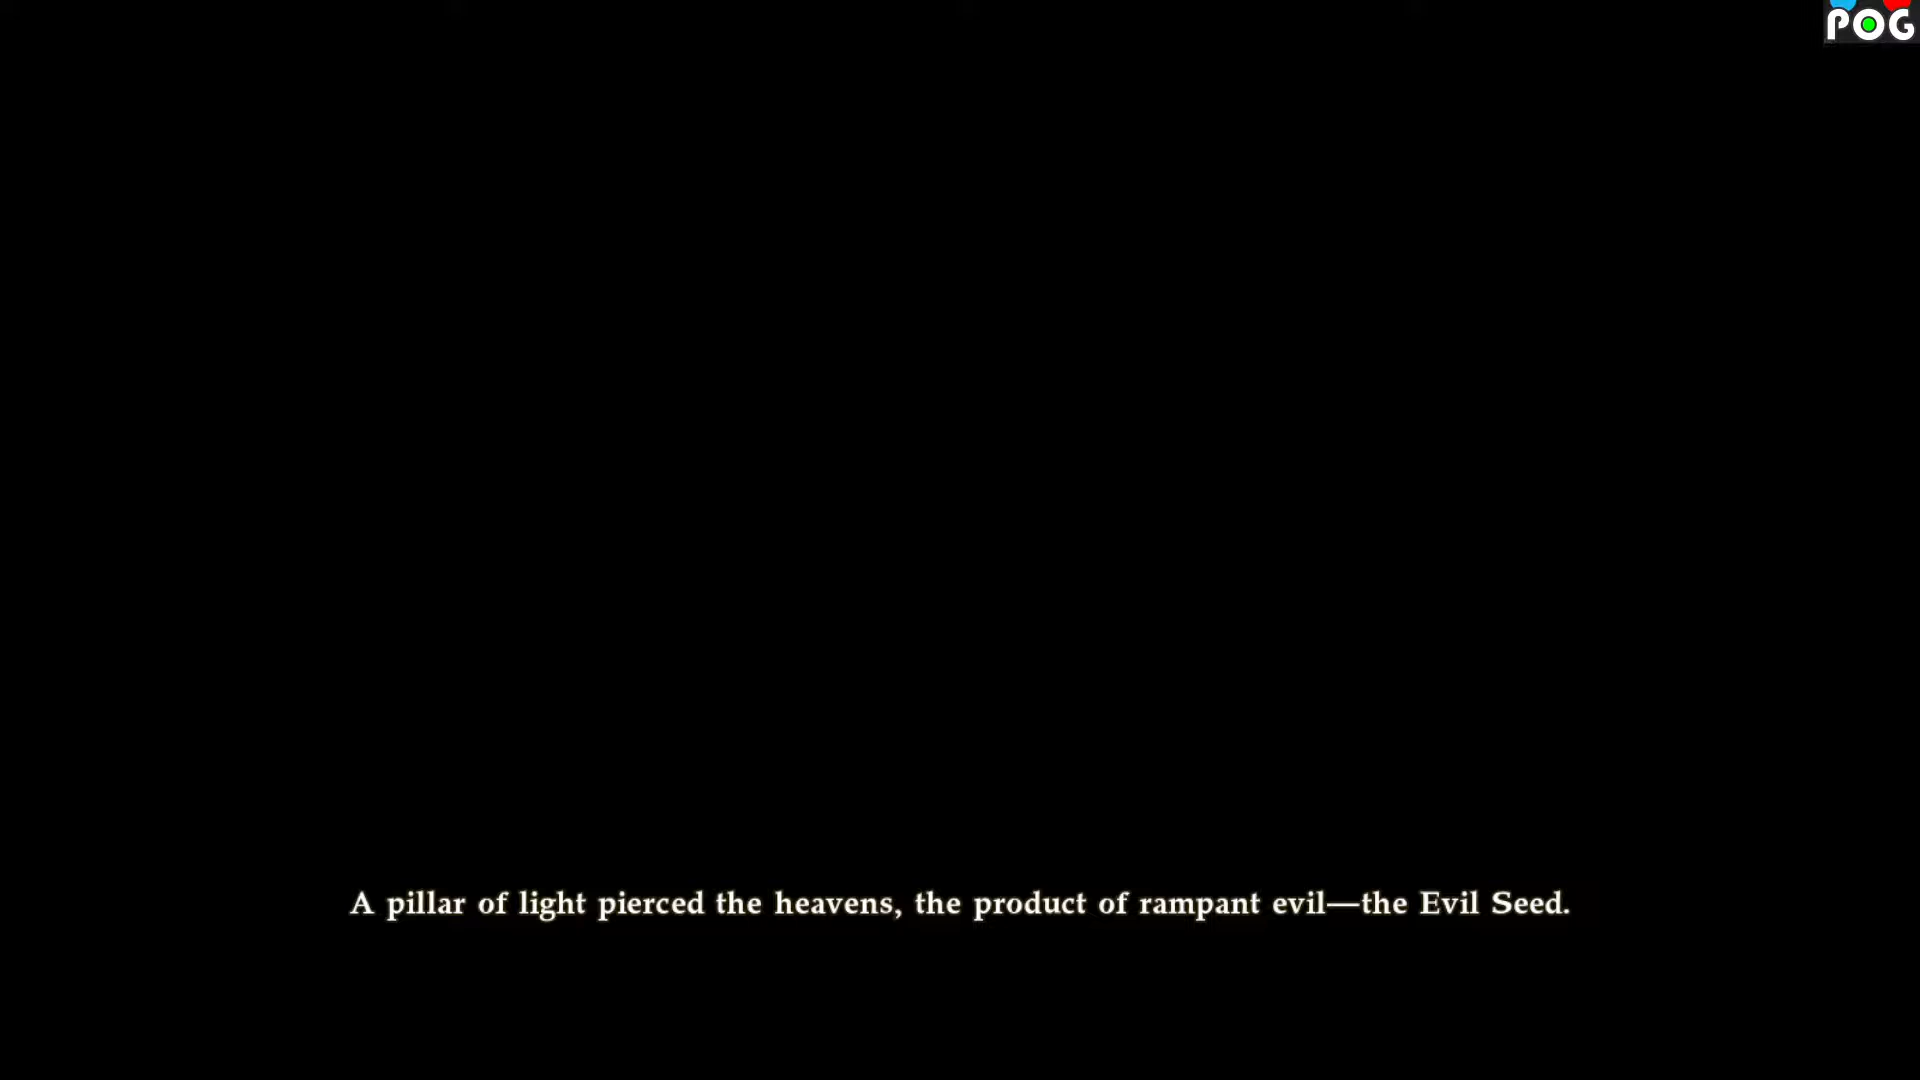 POG
A pillar of light pierced the heavens, the product of rampant evil—the Evil Seed.